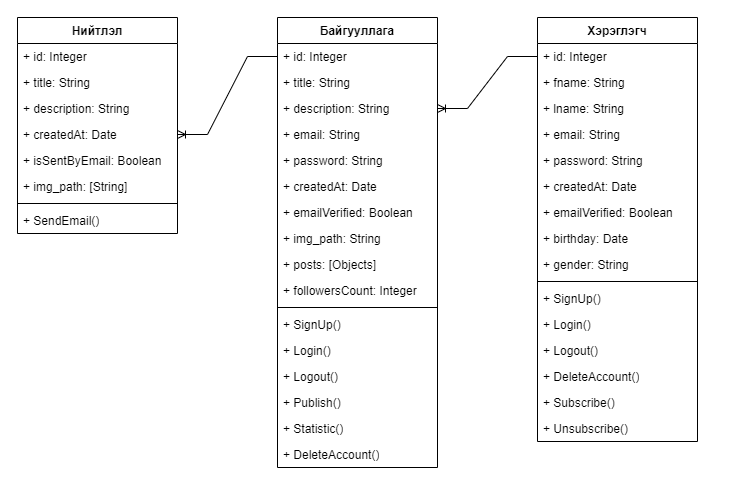 Нийтлэл
+ id: Integer
+ title: String
+ description: String
+ createdAt: Date
+ isSentByEmail: Boolean
+ img_path: [String]
+ SendEmail()
Байгууллага
+ id: Integer
+ title: String
+ description: String
+ email: String
+ password: String
+ createdAt: Date
+ emailVerified: Boolean
+ img_path: String
+ posts: [Objects]
+ followersCount: Integer
+ SignUp()
+ Login()
+ Logout()
+ Publish()
+ Statistic()
+ DeleteAccount()
Хэрэглэгч
+ id: Integer
+ fname: String
+ lname: String
+ email: String
+ password: String
+ createdAt: Date
+ emailVerified: Boolean
+ birthday: Date
+ gender: String
+ SignUp()
+ Login()
+ Logout()
+ DeleteAccount()
+ Subscribe()
+ Unsubscribe()